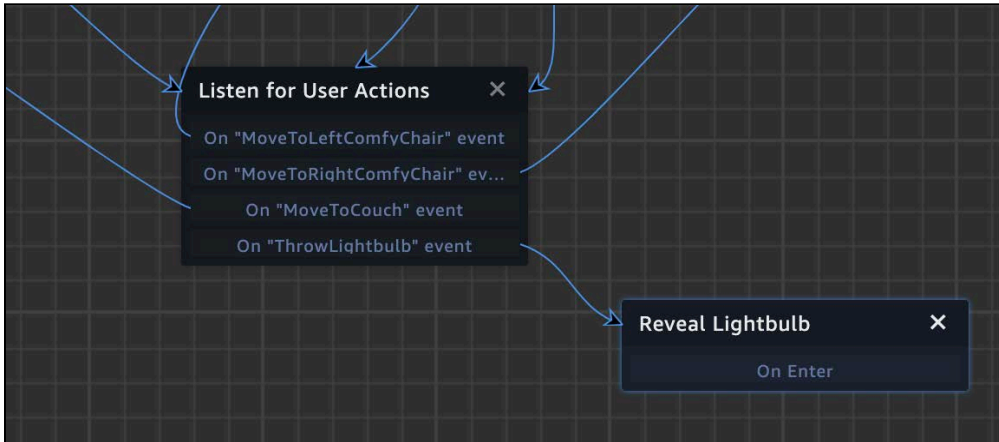 Listen for User Actions
On "MoveToLeftComfyChair" event
On "MoveToRightComfyChair" ev...
On "MoveToCouch" event
On "ThrowLightbulb" event
Reveal Lightbulb
On Enter